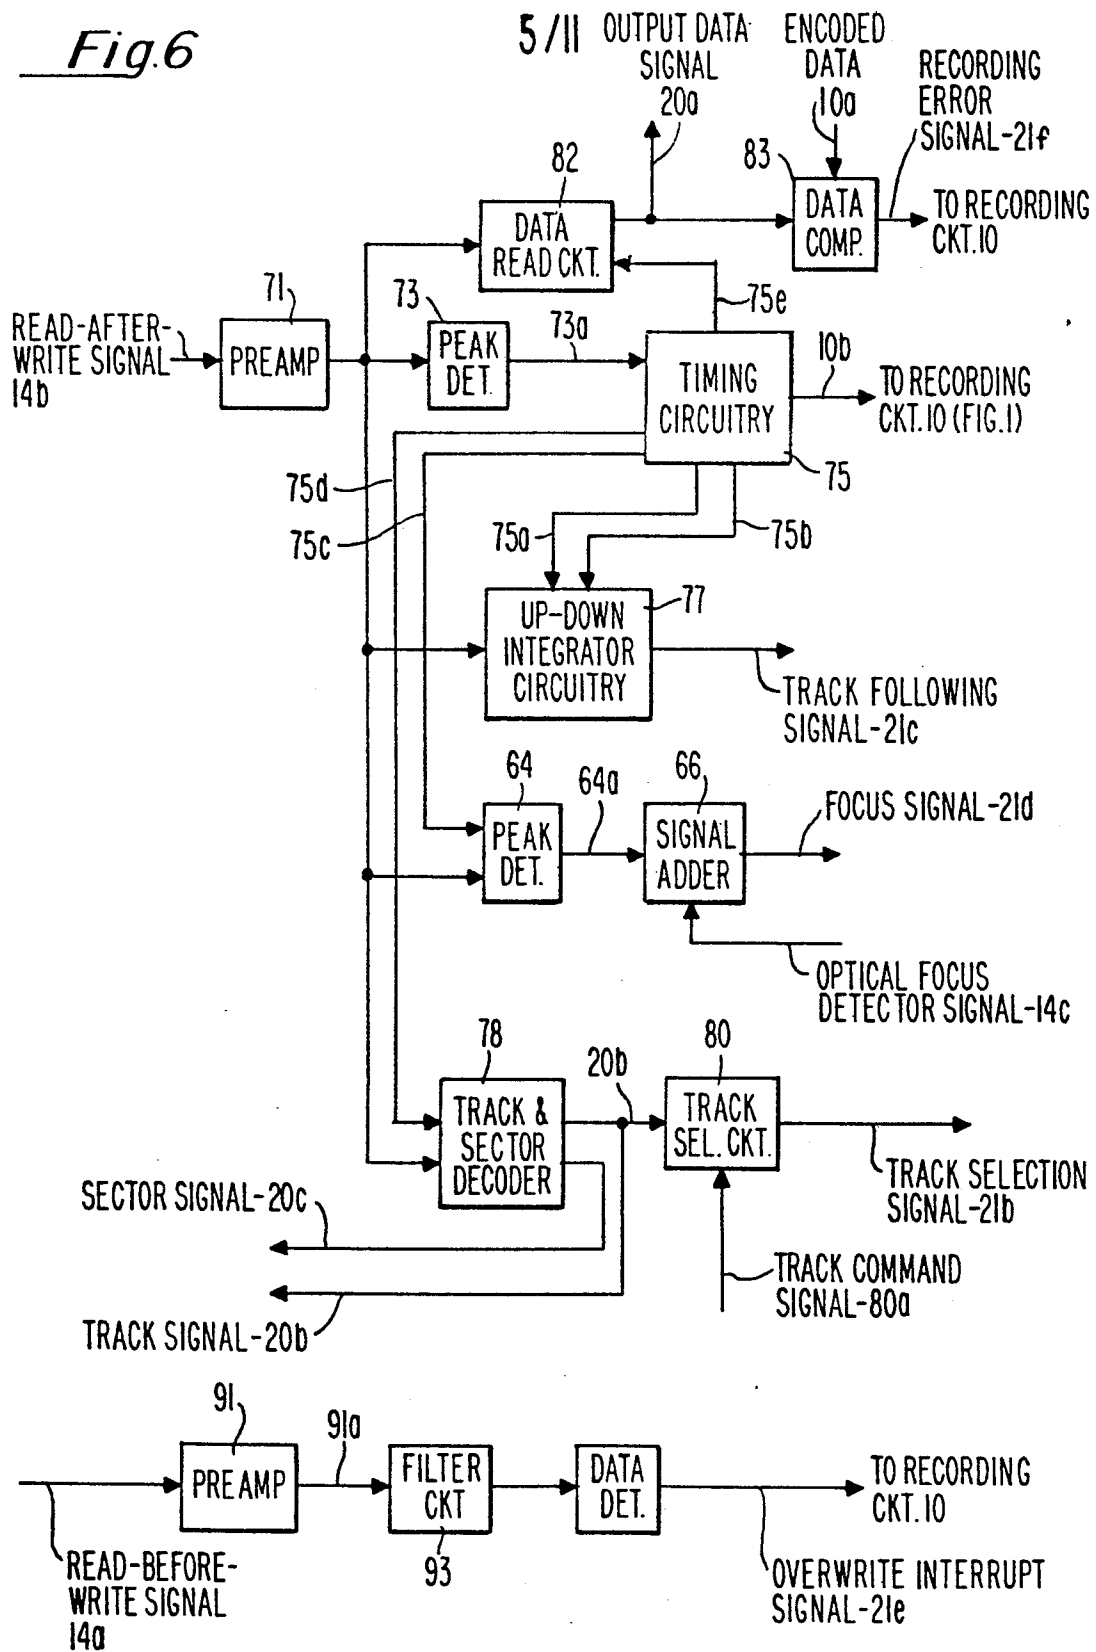 Fig.6
5/11
OUTPUT DATA
SIGNAL
20a
ENCODED
DATA
10a
RECORDING
ERROR
SIGNAL-21f
82
83
DATA
READ CKT.
DATA
COMP.
TO RECORDING
CKT.10
75e
READ-AFTER-
WRITE SIGNAL
14b
71
PREAMP
73
PEAK
DET.
73a
TIMING
CIRCUITRY
75
10b
TO RECORDING
CKT.10 (FIG.1)
75d
75c
75a
75b
UP-DOWN
INTEGRATOR
CIRCUITRY
77
TRACK FOLLOWING
SIGNAL-21c
64
PEAK
DET.
64a
66
SIGNAL
ADDER
FOCUS SIGNAL-21d
OPTICAL FOCUS
DETECTOR SIGNAL-14c
78
TRACK &
SECTOR
DECODER
20b
80
TRACK
SEL. CKT.
TRACK SELECTION
SIGNAL-21b
SECTOR SIGNAL-20c
TRACK COMMAND
SIGNAL-80a
TRACK SIGNAL-20b
91
PREAMP
91a
FILTER
CKT
93
DATA
DET.
TO RECORDING
CKT.10
READ-BEFORE-
WRITE SIGNAL
14a
OVERWRITE INTERRUPT
SIGNAL-21e